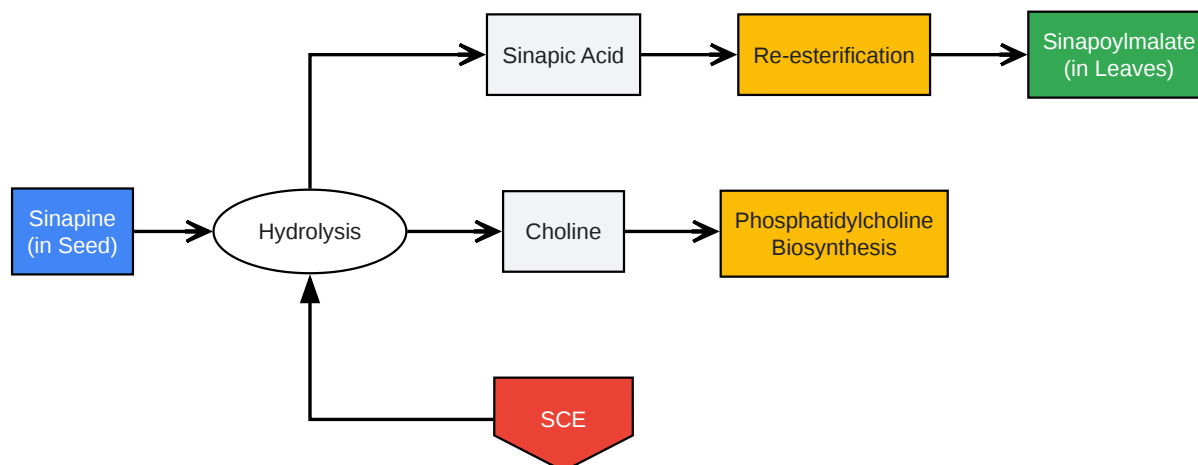 Sinapic Acid
Re-esterification
Sinapoylmalate
(in Leaves)
Sinapine
(in Seed)
Hydrolysis
Choline
Phosphatidylcholine
Biosynthesis
SCE